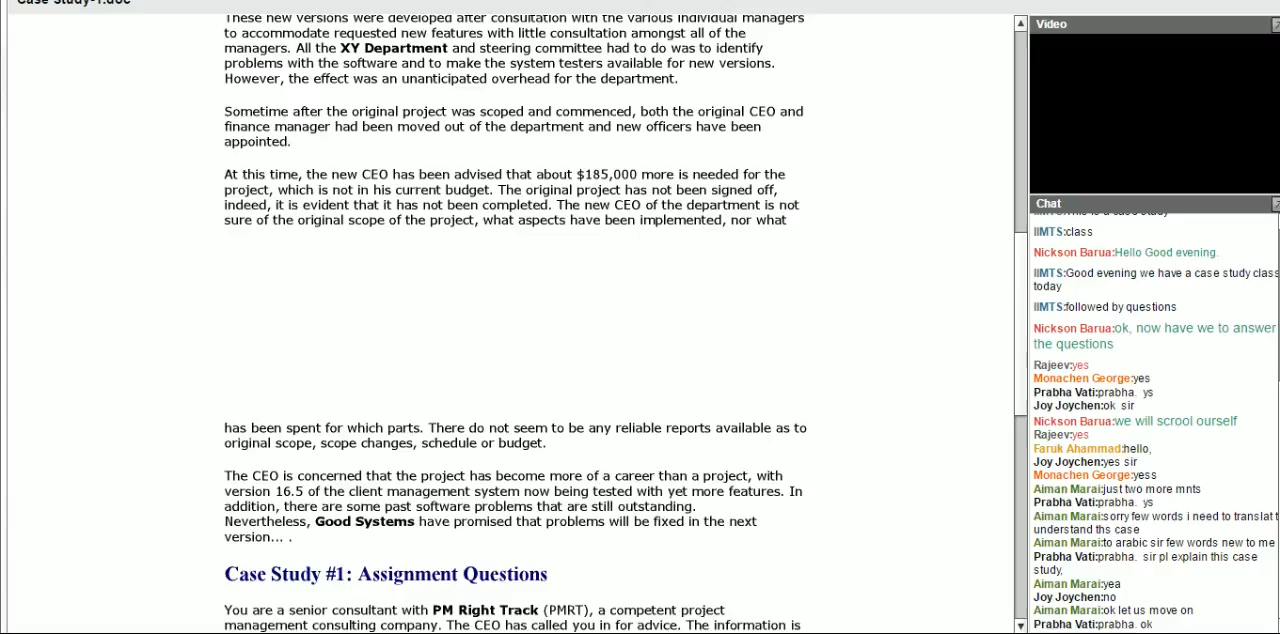 Case Study-1.doc
These new versions were developed after consultation with the various individual managers
to accommodate requested new features with little consultation amongst all of the
managers. All the XY Department and steering committee had to do was to identify
problems with the software and to make the system testers available for new versions.
However, the effect was an unanticipated overhead for the department.
Sometime after the original project was scoped and commenced, both the original CEO and
finance manager had been moved out of the department and new officers have been
appointed.
At this time, the new CEO has been advised that about $185,000 more is needed for the
project, which is not in his current budget. The original project has not been signed off,
indeed, it is evident that it has not been completed. The new CEO of the department is not
sure of the original scope of the project, what aspects have been implemented, nor what
has been spent for which parts. There do not seem to be any reliable reports available as to
original scope, scope changes, schedule or budget.
The CEO is concerned that the project has become more of a career than a project, with
version 16.5 of the client management system now being tested with yet more features. In
addition, there are some past software problems that are still outstanding.
Nevertheless, Good Systems have promised that problems will be fixed in the next
version... .
Case Study #1: Assignment Questions
You are a senior consultant with PM Right Track (PMRT), a competent project
management consulting company. The CEO has called you in for advice. The information is
Video
Chat
IIMTS:This is a case study
IIMTS:class
Nickson Barua:Hello Good evening.
IIMTS:Good evening we have a case study class
today
IIMTS:followed by questions
Nickson Barua:ok, now have we to answer
the questions
Rajeev:yes
Monachen George:yes
Prabha Vati:prabha. ys
Joy Joychen:ok sir
Nickson Barua:we will scrool ourself
Rajeev:yes
Faruk Ahammad:hello,
Joy Joychen:yes sir
Monachen George:yess
Aiman Marai:just two more mnts
Prabha Vati:prabha. ys
Aiman Marai:sorry few words i need to translat t
understand ths case
Aiman Marai:to arabic sir few words new to me
Prabha Vati:prabha. sir pl explain this case
study,
Aiman Marai:yea
Joy Joychen:no
Aiman Marai:ok let us move on
Prabha Vati:prabha. ok